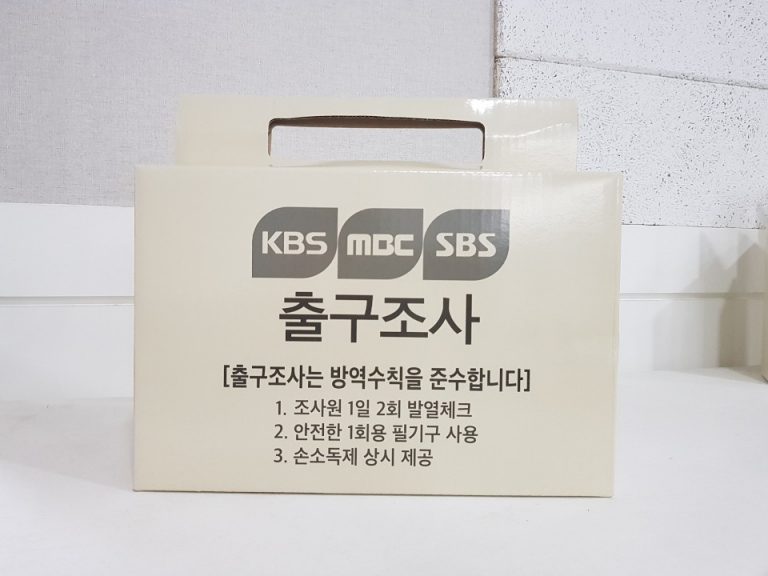 KBS MBC SBS
출구조사
[출구조사는 방역수칙을 준수합니다]
1. 조사원 1일 2회 발열체크
2. 안전한 1회용 필기구 사용
3. 손소독제 상시 제공